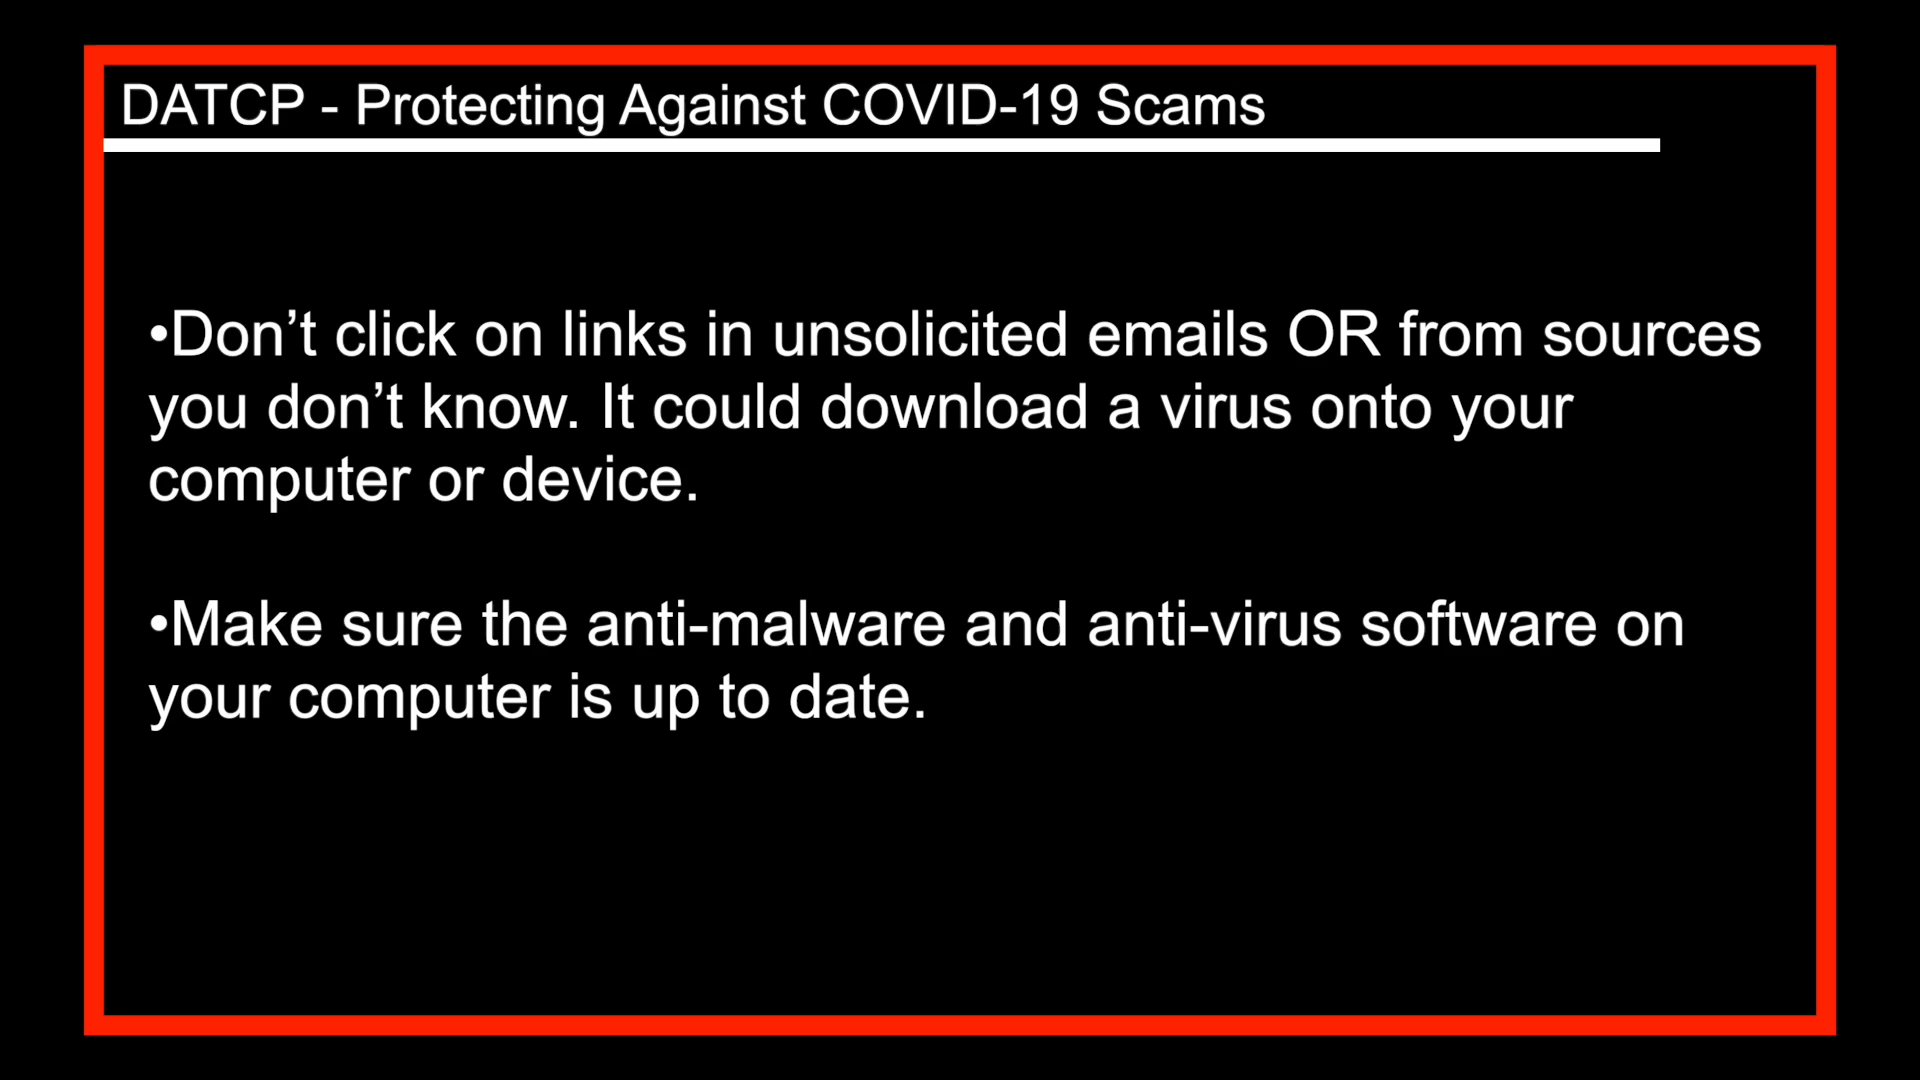 DATCP - Protecting Against COVID-19 Scams
•Don’t click on links in unsolicited emails OR from sources
you don’t know. It could download a virus onto your
computer or device.
•Make sure the anti-malware and anti-virus software on
your computer is up to date.